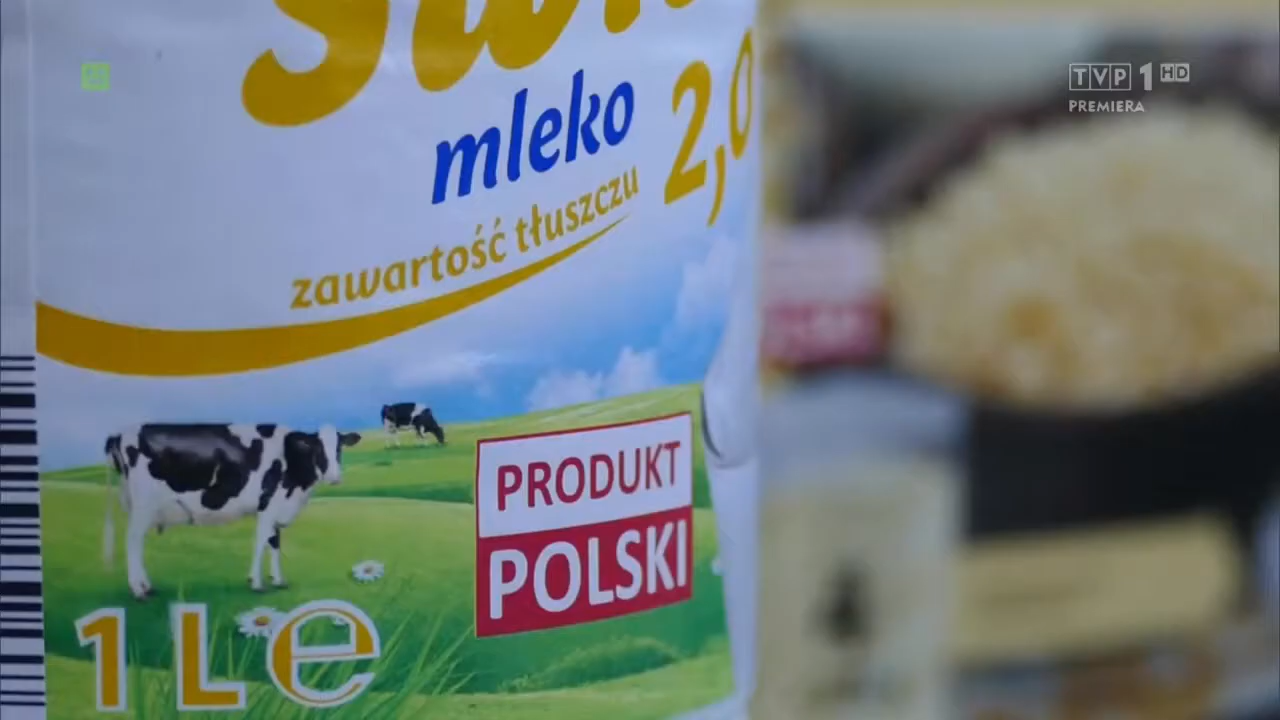 mleko
2,0
zawartość tłuszczu
PRODUKT
POLSKI
1 L e
TVP 1 HD
PREMIERA